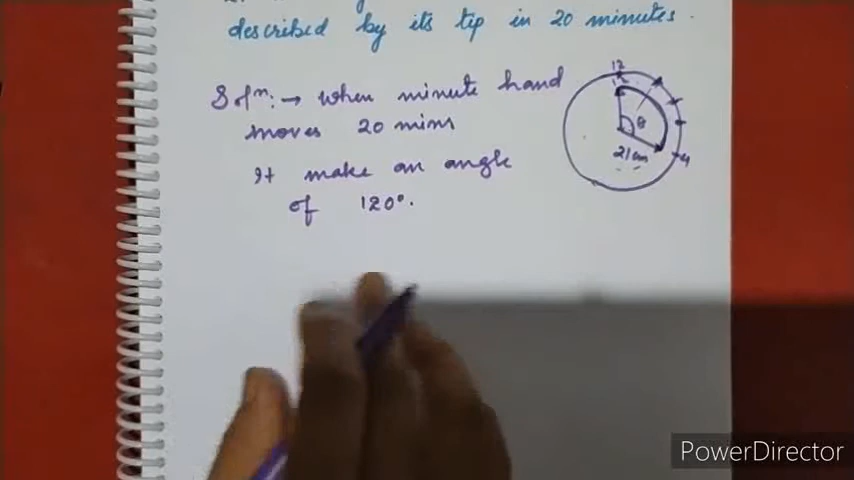 described by its tip in 20 minutes.
Solⁿ: → when minute hand
moves 20 mins
It make an angle
of 120°.
12
12
θ
21cm
4
PowerDirector